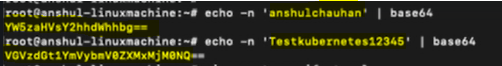 root@anshul-linuxmachine:~# echo -n 'anshulchauhan' | base64
YW5zaHVsY2hhdWhhbg==
root@anshul-linuxmachine:~# echo -n 'Testkubernetes12345' | base64
VGVzdGt1YmVybmV0ZXMxMjM0NQ==